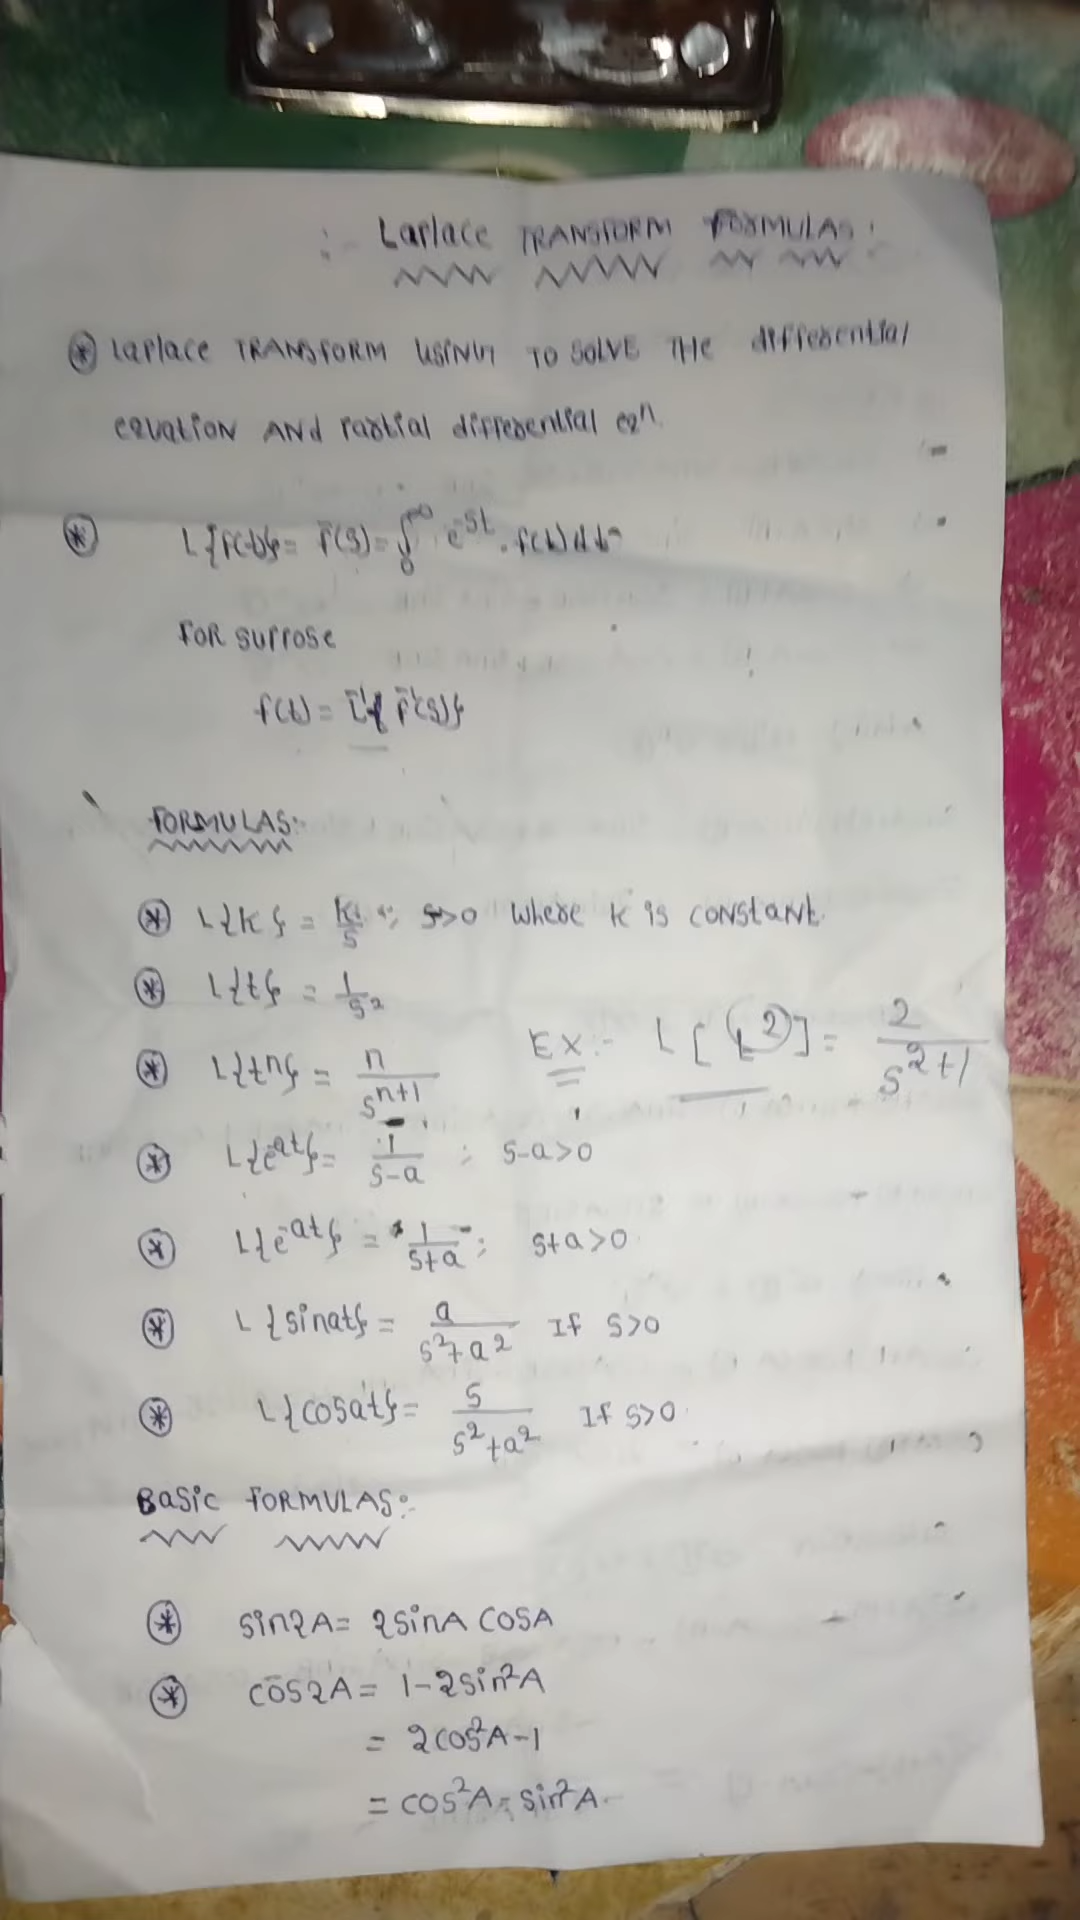 :- Laplace TRANSFORM FORMULAS:
* Laplace TRANSFORM USING TO SOLVE THE differential
equation AND partial differential eqn.
* L{f(t)} = f̄(s) = ∫₀^∞ e^-st . f(t) dt
FOR suppose
f(t) = L⁻¹{f̄(s)}
FORMULAS:-
* L{k} = k/s ; s>0 where k is constant.
* L{t} = 1/s²
* L{tⁿ} = n/s^n+1 Ex:- L[t²] = 2/s^2+1
* L{e^-at} = 1/s-a ; s-a>0
* L{e^-at} = 1/s+a ; s+a>0
* L{sinat} = a/s²+a² If s>0
* L{cosat} = s/s²+a² If s>0
Basic FORMULAS:-
* sin2A = 2sinA cosA
* cos2A = 1-2sin²A
= 2cos²A-1
= cos²A-sin²A.